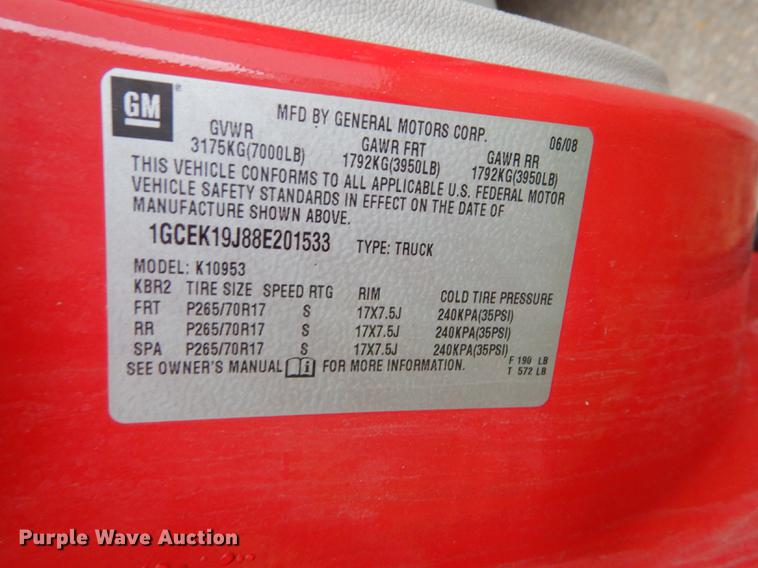 GM
MFD BY GENERAL MOTORS CORP. 06/08
GVWR GAWR FRT GAWR RR
3175KG(7000LB) 1792KG(3950LB) 1792KG(3950LB)
THIS VEHICLE CONFORMS TO ALL APPLICABLE U.S. FEDERAL MOTOR
VEHICLE SAFETY STANDARDS IN EFFECT ON THE DATE OF
MANUFACTURE SHOWN ABOVE.
1GCEK19J88E201533 TYPE: TRUCK
MODEL: K10953
KBR2 TIRE SIZE SPEED RTG RIM COLD TIRE PRESSURE
FRT P265/70R17 S 17X7.5J 240KPA(35PSI)
RR P265/70R17 S 17X7.5J 240KPA(35PSI)
SPA P265/70R17 S 17X7.5J 240KPA(35PSI)
F 190 LB
T 572 LB
SEE OWNER'S MANUAL i FOR MORE INFORMATION.
Purple Wave Auction